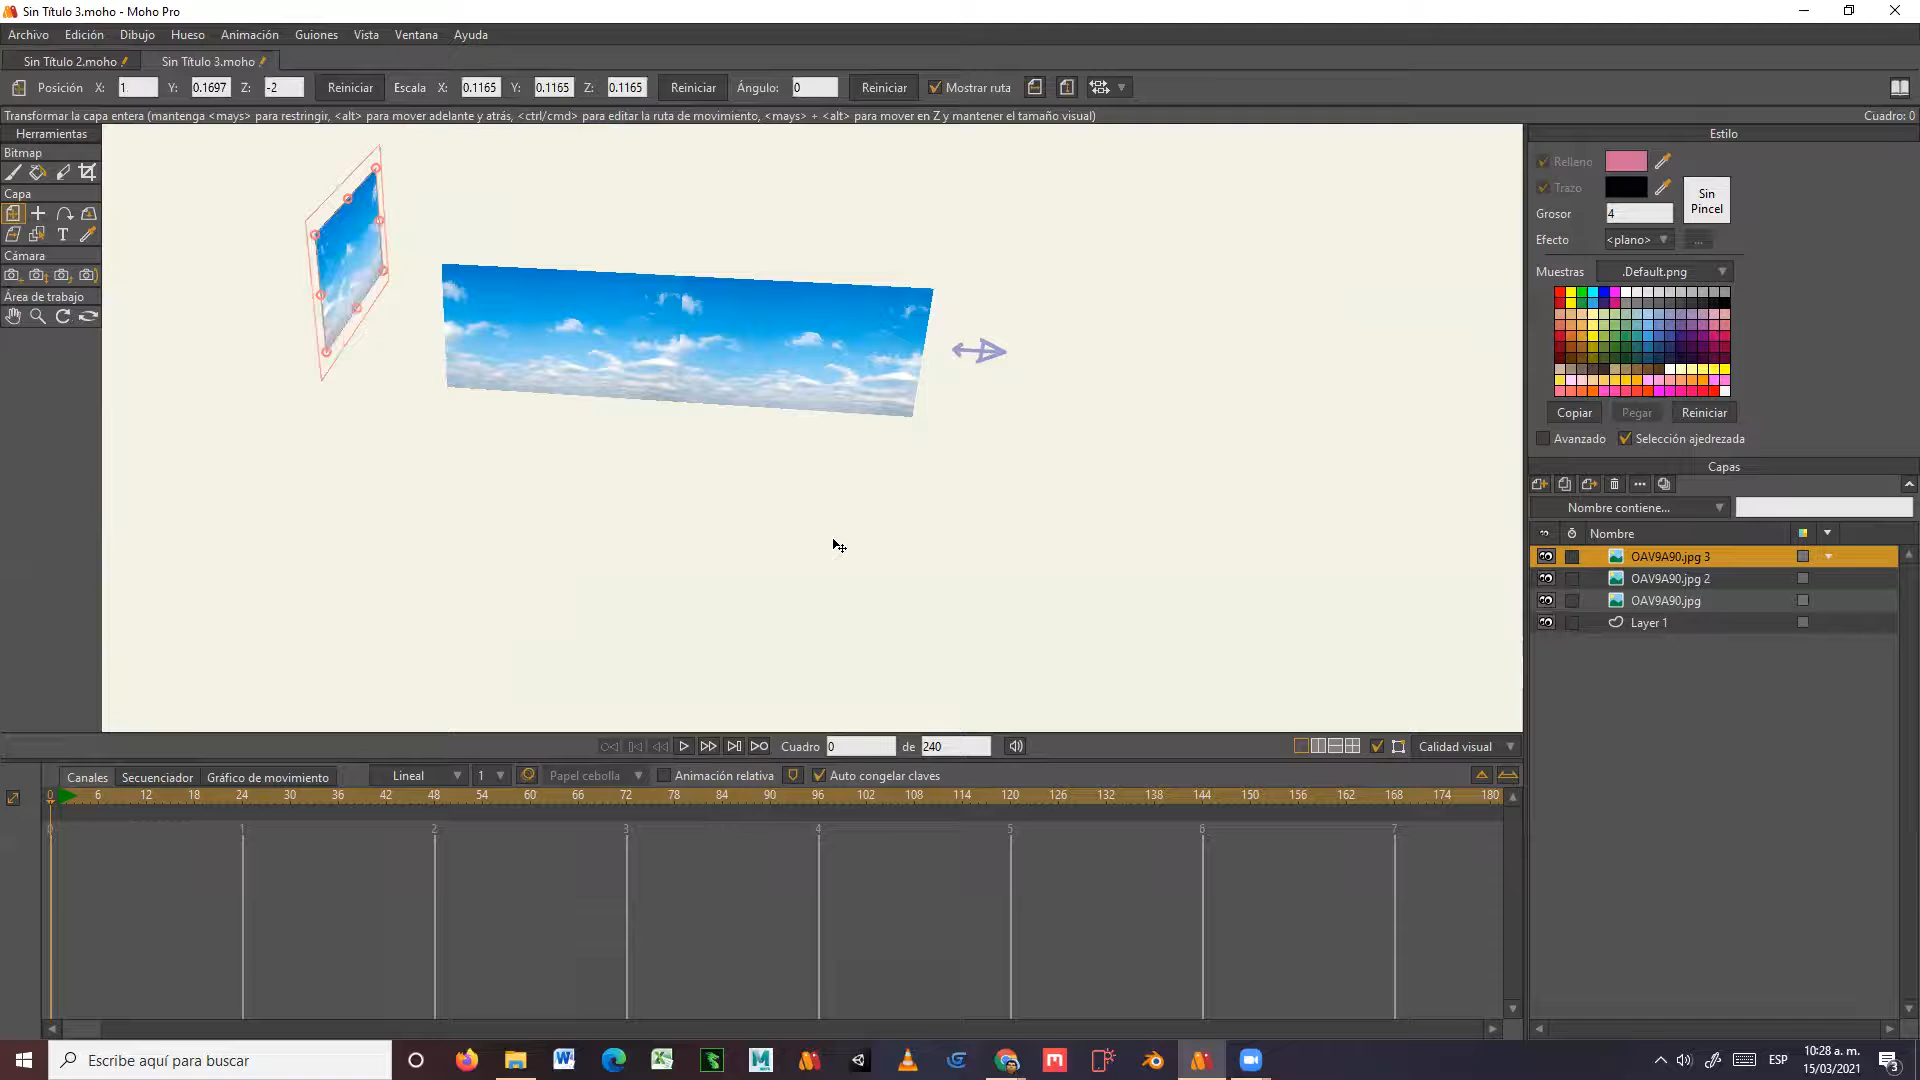 Sin Título 3.moho - Moho Pro
Archivo Edición Dibujo Hueso Animación Guiones Vista Ventana Ayuda
Sin Título 2.moho Sin Título 3.moho
Posición X: 1 Y: 0.1697 Z: -2 Reiniciar Escala X: 0.1165 Y: 0.1165 Z: 0.1165 Reiniciar Ángulo: 0 Reiniciar Mostrar ruta
Transformar la capa entera (mantenga <mays> para restringir, <alt> para mover adelante y atrás, <ctrl/cmd> para editar la ruta de movimiento, <mays> + <alt> para mover en Z y mantener el tamaño visual) Cuadro: 0
Herramientas
Bitmap
Capa
T
Cámara
Área de trabajo
Estilo
Relleno
Trazo
Sin Pincel
Grosor 4
Efecto <plano> ...
Muestras .Default.png
Copiar Pegar Reiniciar
Avanzado Selección ajedrezada
Capas
Nombre contiene...
Nombre
OAV9A90.jpg 3
OAV9A90.jpg 2
OAV9A90.jpg
Layer 1
Cuadro 0 de 240 Calidad visual
Canales Secuenciador Gráfico de movimiento Lineal 1 Papel cebolla Animación relativa Auto congelar claves
0 6 12 18 24 30 36 42 48 54 60 66 72 78 84 90 96 102 108 114 120 126 132 138 144 150 156 162 168 174 180
0 1 2 3 4 5 6 7
Escribe aquí para buscar
ESP
10:28 a. m.
15/03/2021
3